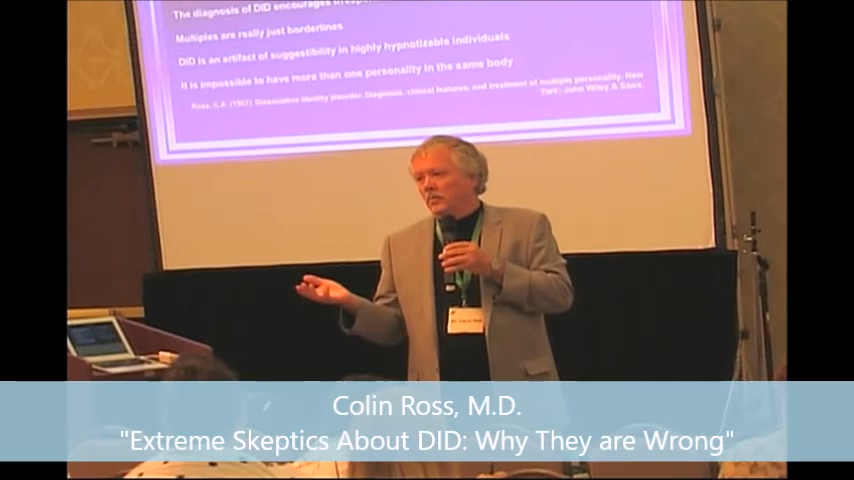 The diagnosis of DID encourages
Multiples are really just borderlines
DID is an artifact of suggestibility in highly hypnotizable individuals
It is impossible to have more than one personality in the same body
Ross, C.A. (1997) Dissociative Identity disorder. Diagnosis, clinical features, and treatment of multiple personality. New
York: John Wiley & Sons.
Colin Ross, M.D.
"Extreme Skeptics About DID: Why They are Wrong"